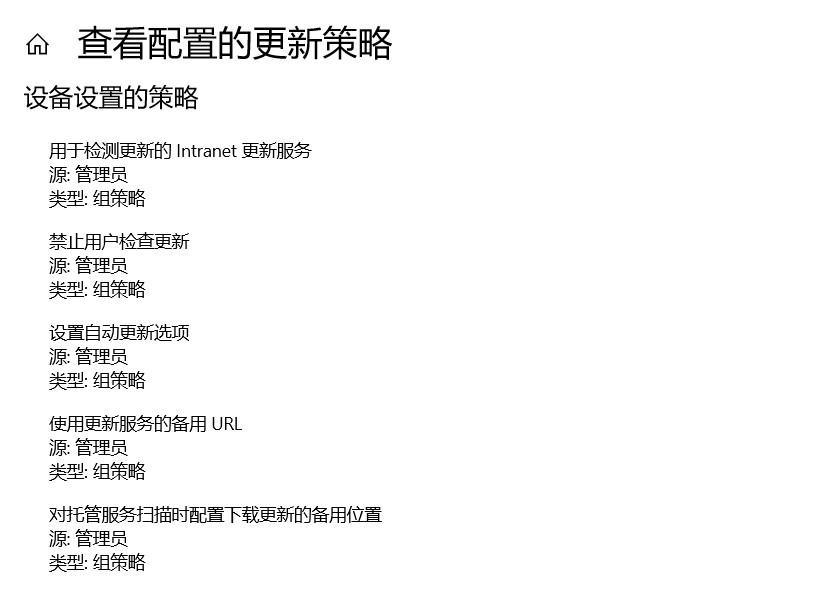 查看配置的更新策略
设备设置的策略
用于检测更新的 Intranet 更新服务
源: 管理员
类型: 组策略
禁止用户检查更新
源: 管理员
类型: 组策略
设置自动更新选项
源: 管理员
类型: 组策略
使用更新服务的备用 URL
源: 管理员
类型: 组策略
对托管服务扫描时配置下载更新的备用位置
源: 管理员
类型: 组策略